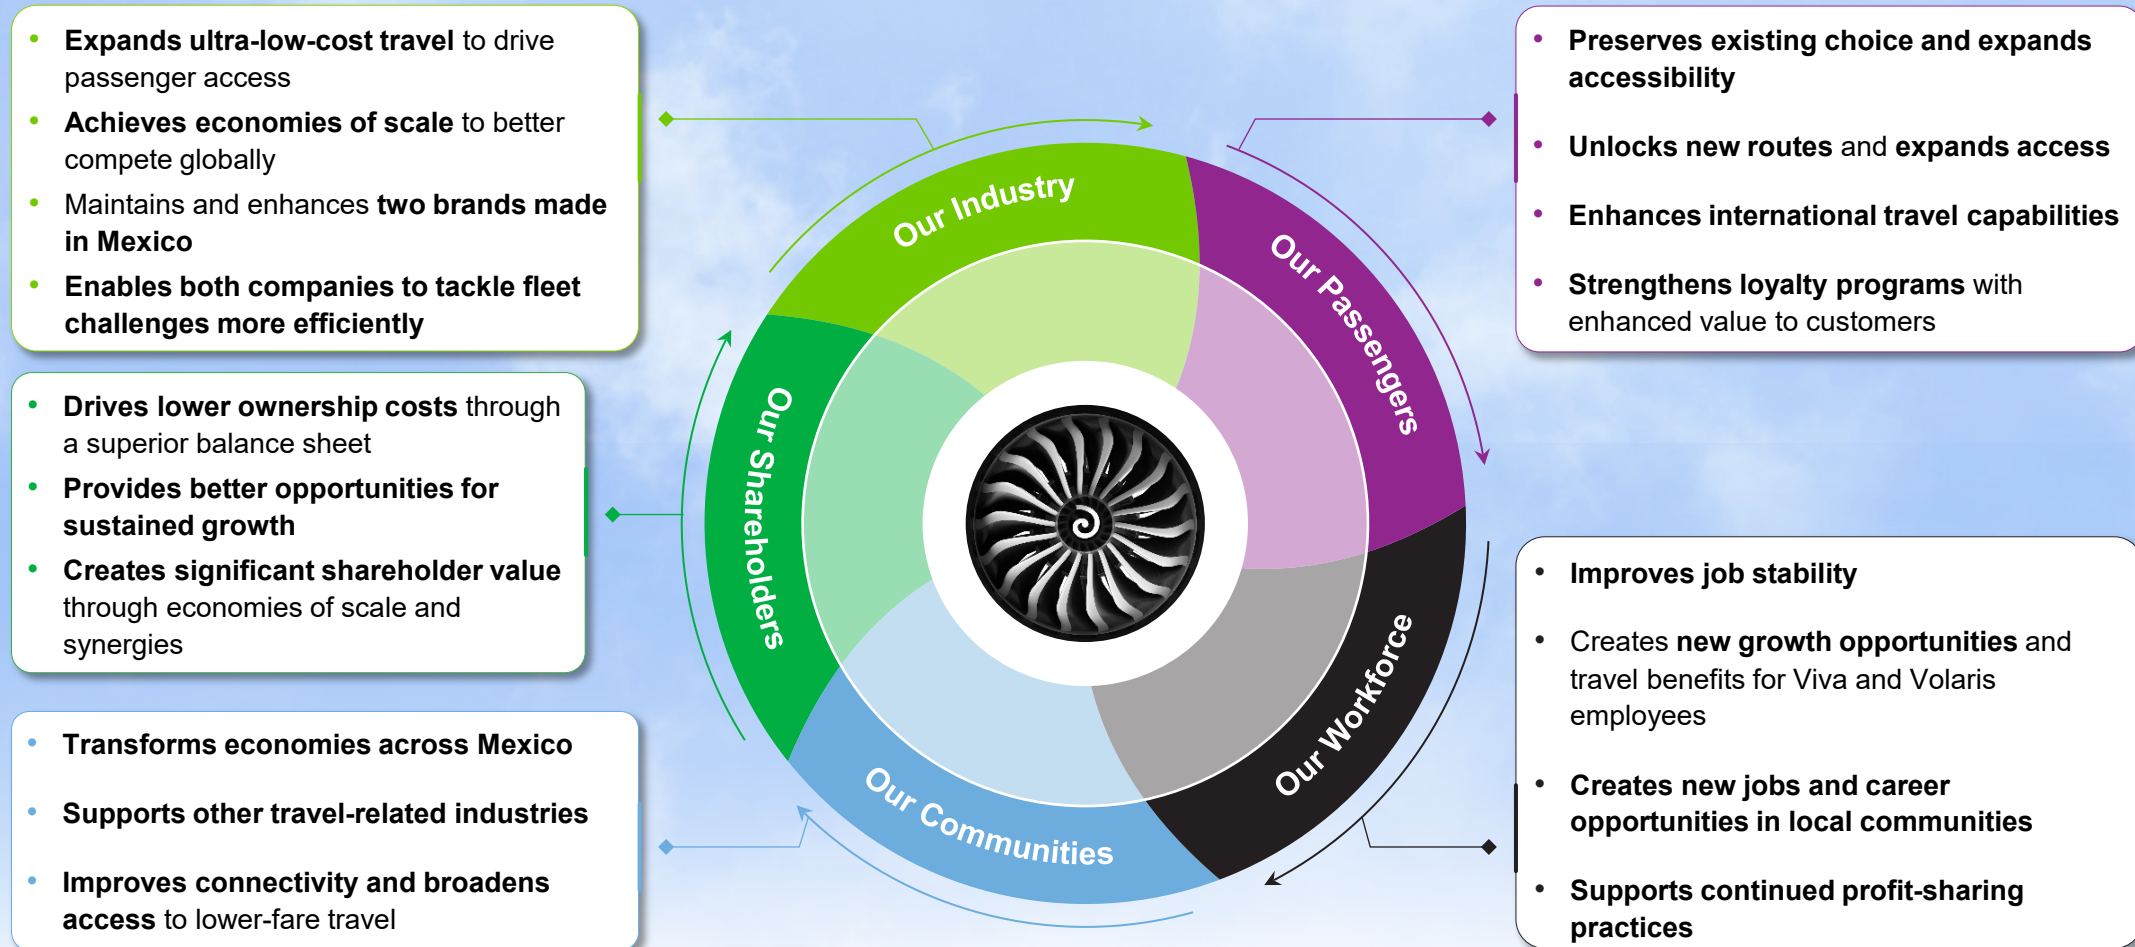 Expands ultra-low-cost travel to drive
passenger access
Achieves economies of scale to better
compete globally
Maintains and enhances two brands made
in Mexico
Enables both companies to tackle fleet
challenges more efficiently
Drives lower ownership costs through
a superior balance sheet
Provides better opportunities for
sustained growth
Creates significant shareholder value
through economies of scale and
synergies
Transforms economies across Mexico
Supports other travel-related industries
Improves connectivity and broadens
access to lower-fare travel
Our Industry
Our Passengers
Our Workforce
Our Communities
Our Shareholders
Preserves existing choice and expands
accessibility
Unlocks new routes and expands access
Enhances international travel capabilities
Strengthens loyalty programs with
enhanced value to customers
Improves job stability
Creates new growth opportunities and
travel benefits for Viva and Volaris
employees
Creates new jobs and career
opportunities in local communities
Supports continued profit-sharing
practices